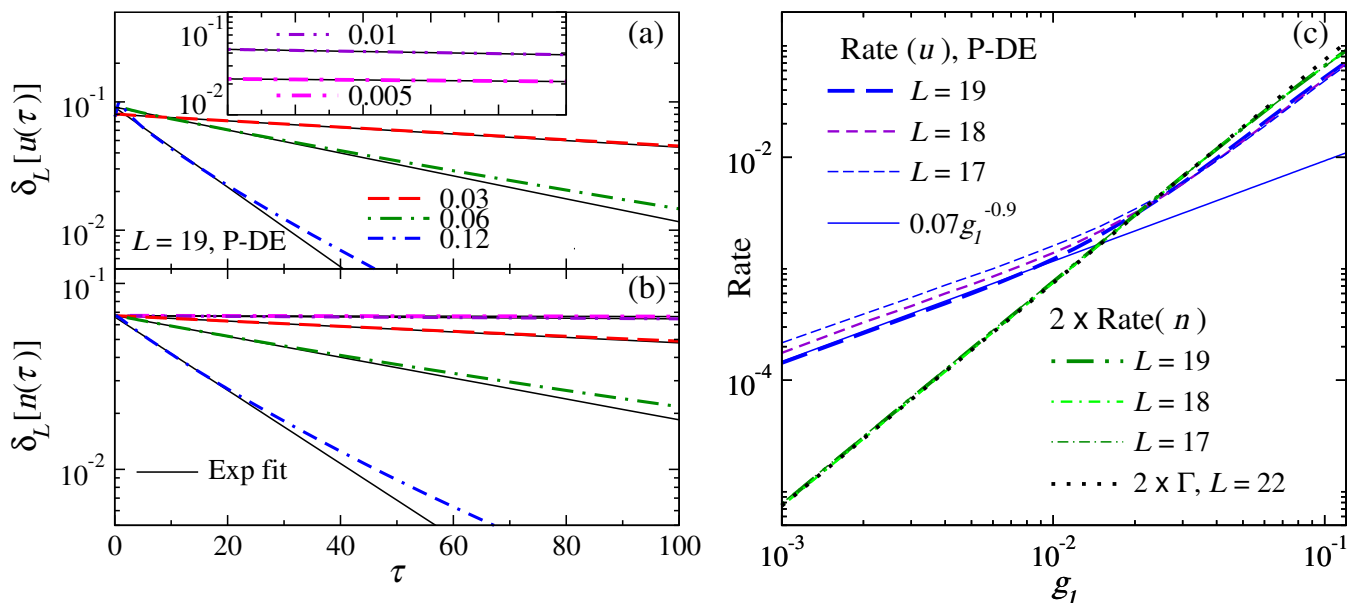 (a)
10^-1
0.01
10^-2
0.005
10^-1
δ_L [u(τ)]
10^-2
0.03
0.06
0.12
L = 19, P-DE
(b)
10^-1
δ_L [n(τ)]
10^-2
Exp fit
0 20 40 60 80 100
τ
(c)
Rate (u), P-DE
L = 19
L = 18
L = 17
0.07g_1^-0.9
10^-2
Rate
10^-4
2 x Rate( n )
L = 19
L = 18
L = 17
2 x Γ, L = 22
10^-3 10^-2 10^-1
g_1